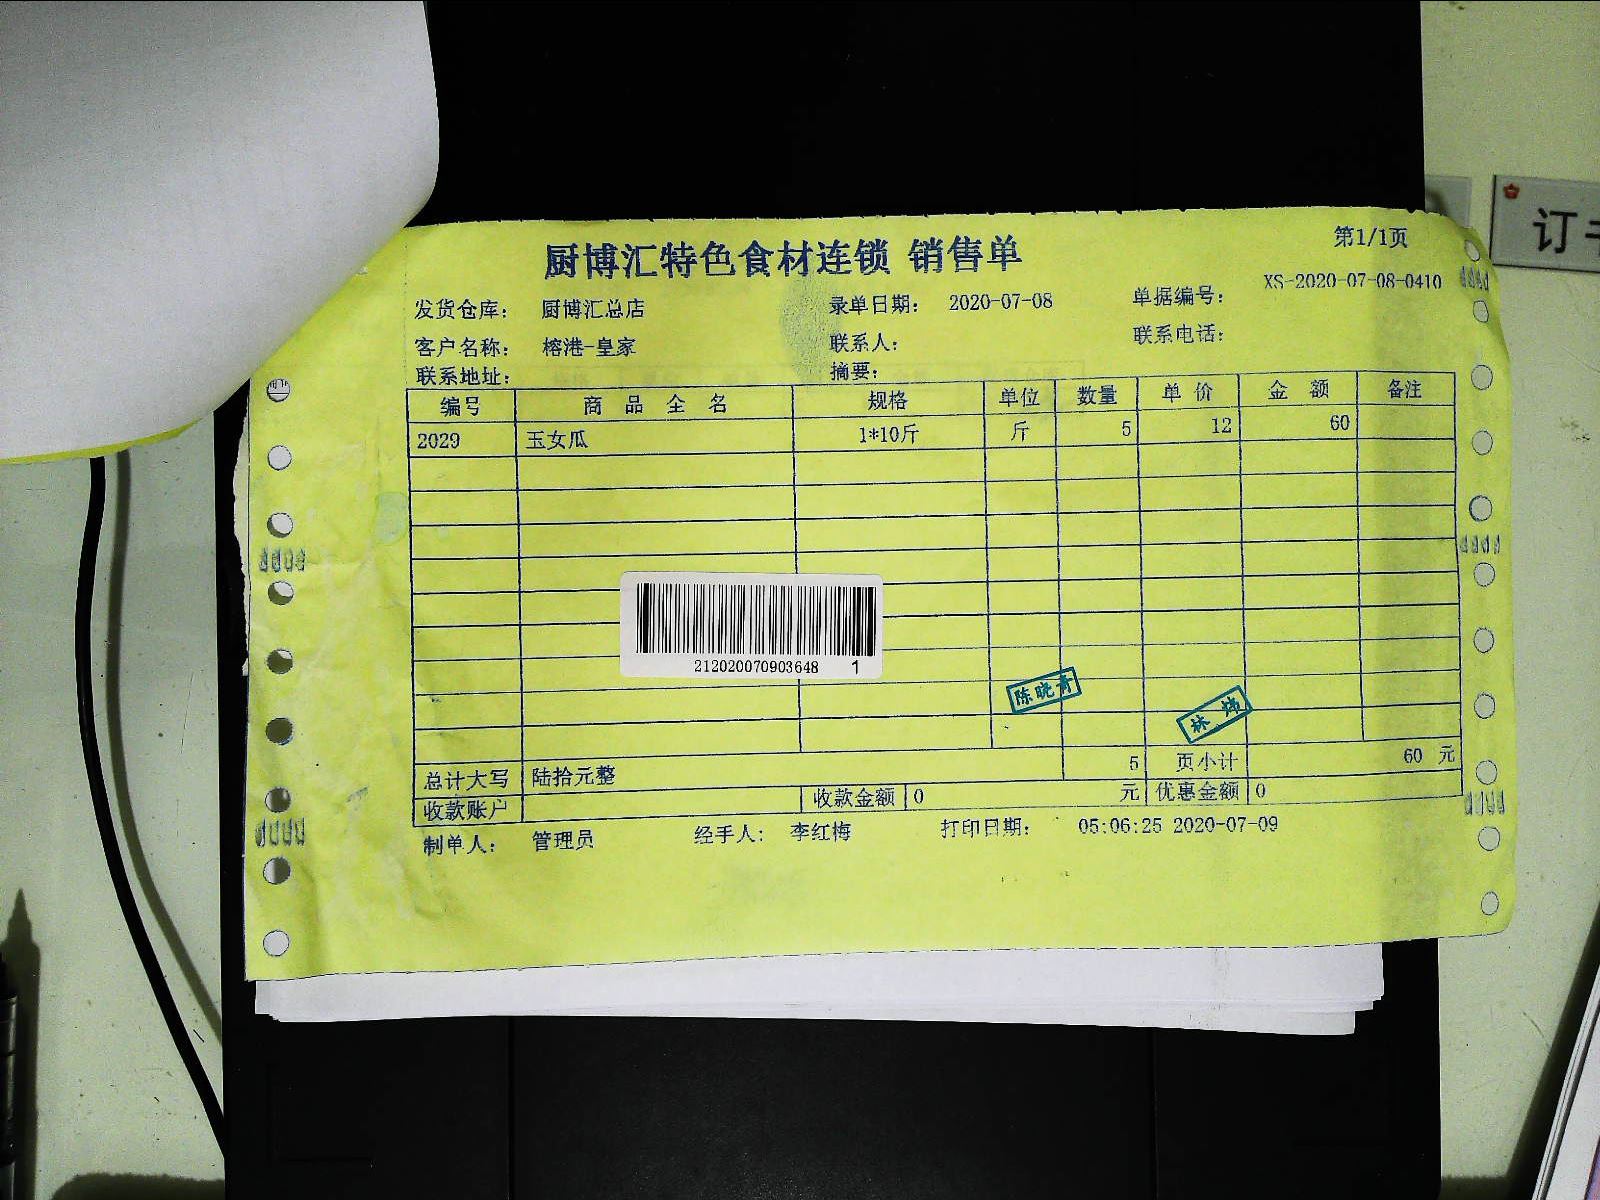 厨博汇特色食材连锁 销售单
第1/1页
发货仓库： 厨博汇总店 录单日期： 2020-07-08 单据编号： XS-2020-07-08-0410
客户名称： 榕港-皇家 联系人： 联系电话：
联系地址： 摘要：
编号 商品全名 规格 单位 数量 单价 金额 备注
2029 玉女瓜 1*10斤 斤 5 12 60
212020070903648 1
陈晓青
林炜
总计大写 陆拾元整 5 页小计 60 元
收款账户 收款金额 0 元 优惠金额 0
制单人： 管理员 经手人： 李红梅 打印日期： 05:06:25 2020-07-09
订